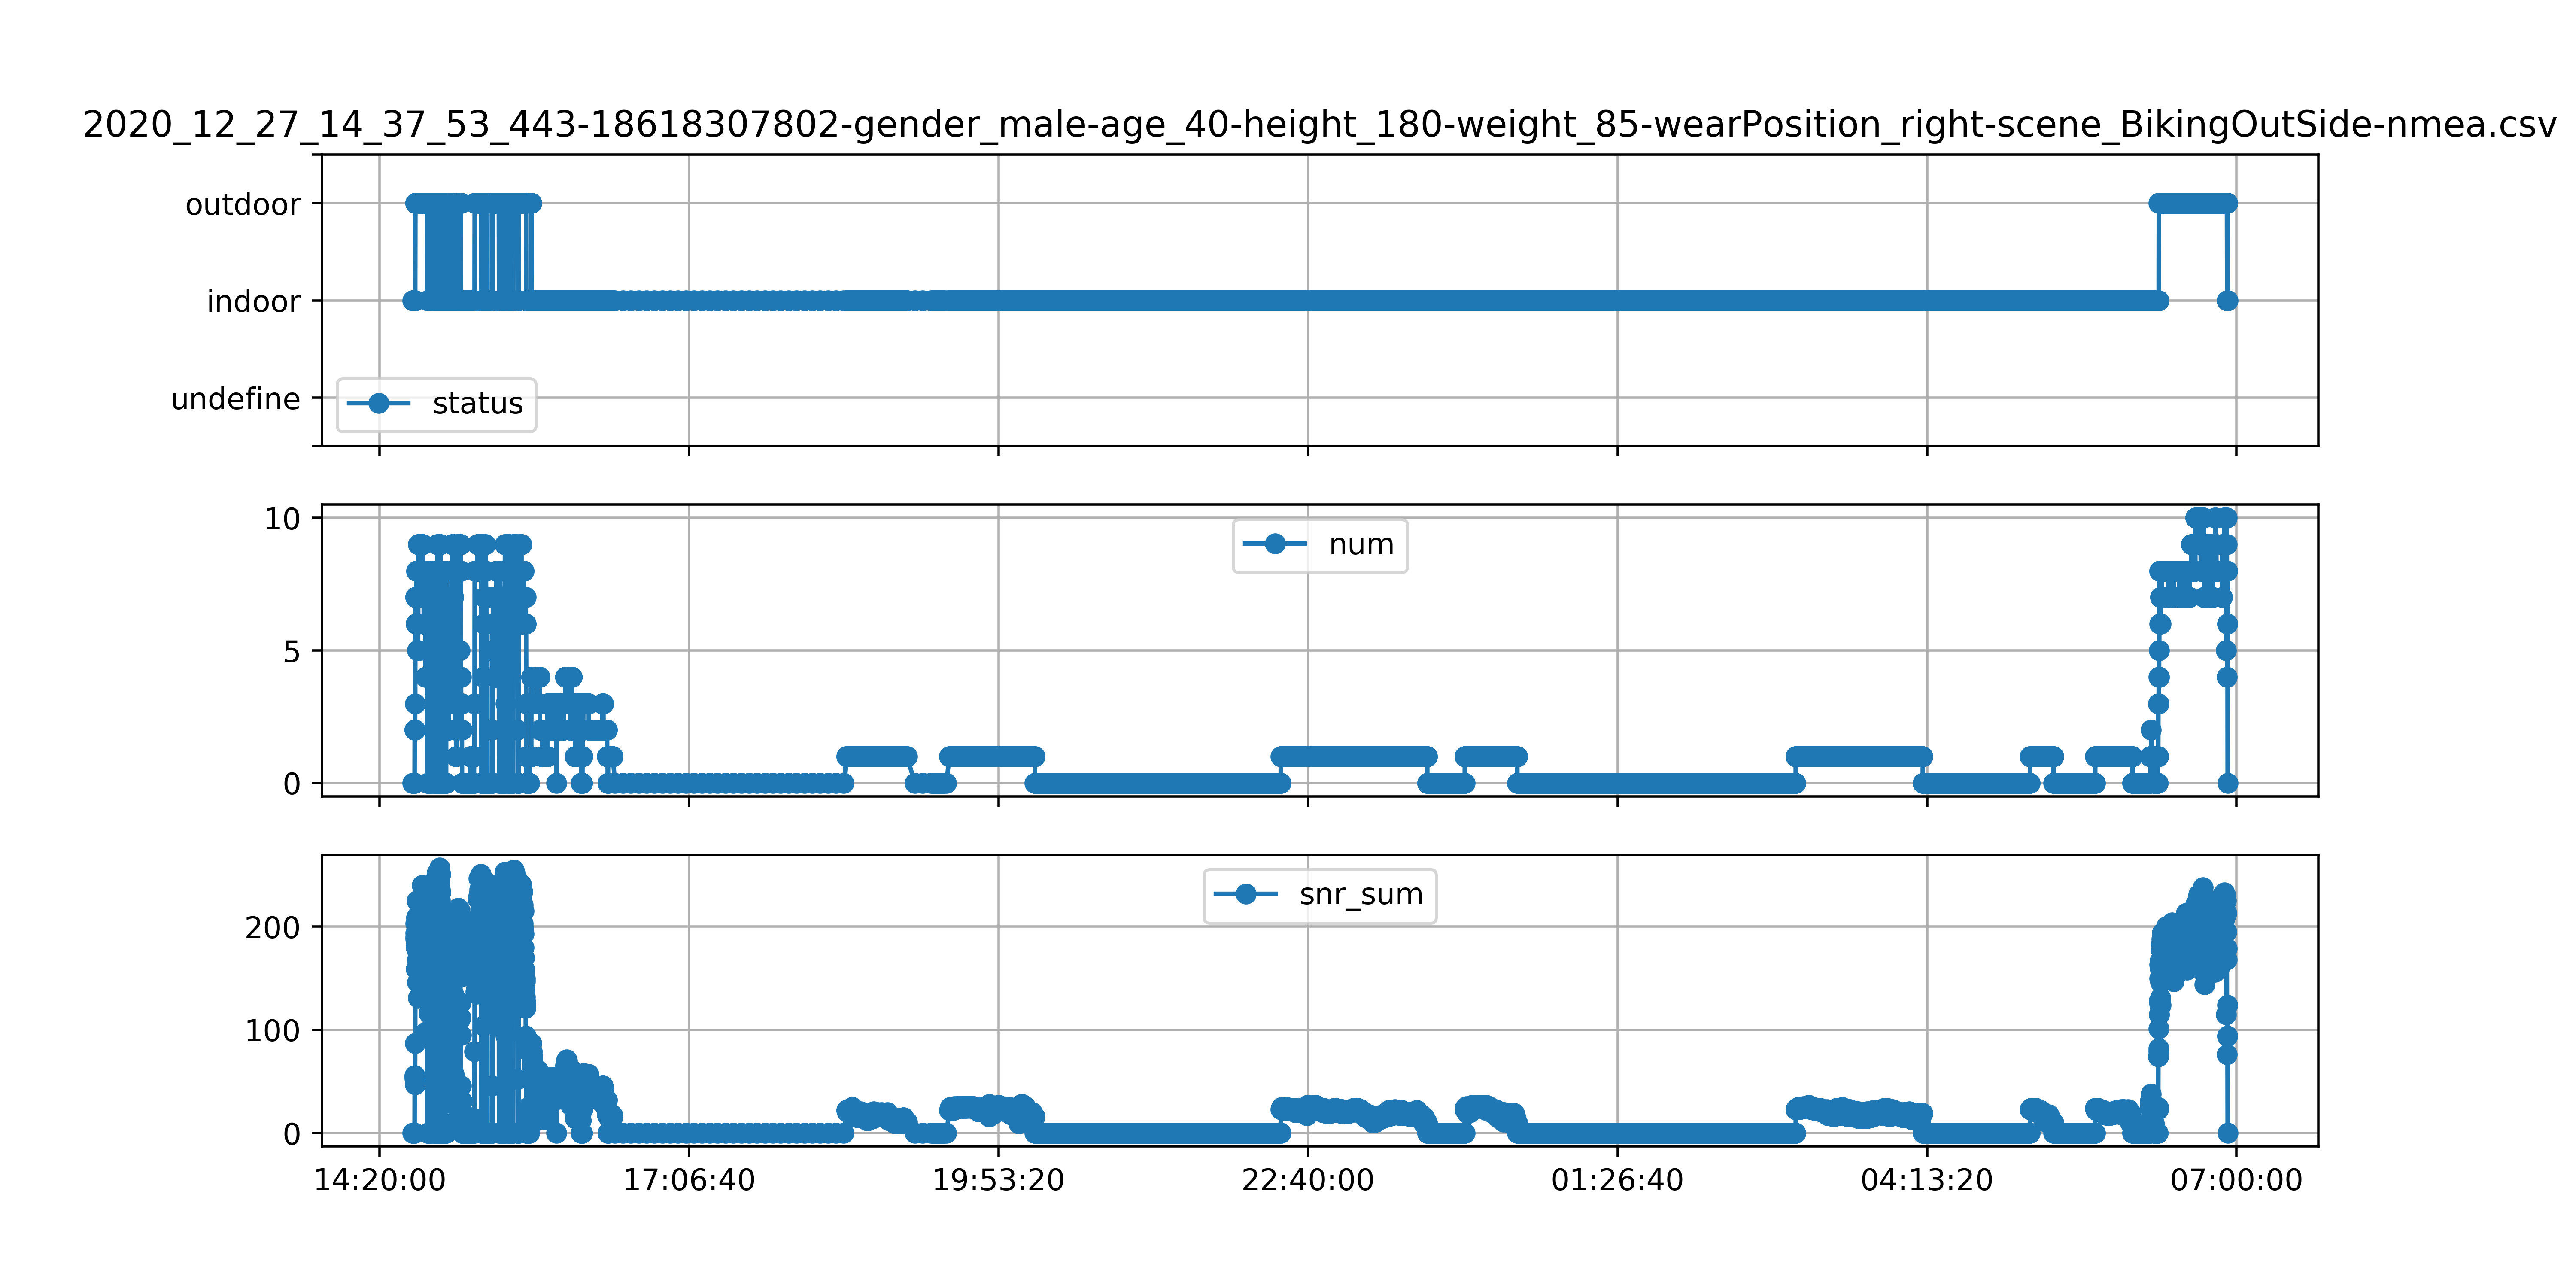 2020_12_27_14_37_53_443-18618307802-gender_male-age_40-height_180-weight_85-wearPosition_right-scene_BikingOutSide-nmea.csv
outdoor
indoor
undefine
status
10
5
0
num
200
100
0
snr_sum
14:20:00 17:06:40 19:53:20 22:40:00 01:26:40 04:13:20 07:00:00